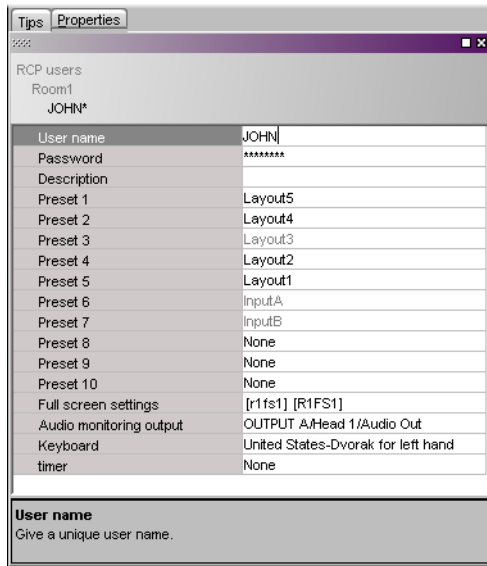 Tips Properties
RCP users
Room1
JOHN*
User name JOHN
Password ********
Description
Preset 1 Layout5
Preset 2 Layout4
Preset 3 Layout3
Preset 4 Layout2
Preset 5 Layout1
Preset 6 InputA
Preset 7 InputB
Preset 8 None
Preset 9 None
Preset 10 None
Full screen settings [r1fs1] [R1FS1]
Audio monitoring output OUTPUT A/Head 1/Audio Out
Keyboard United States-Dvorak for left hand
timer None
User name
Give a unique user name.